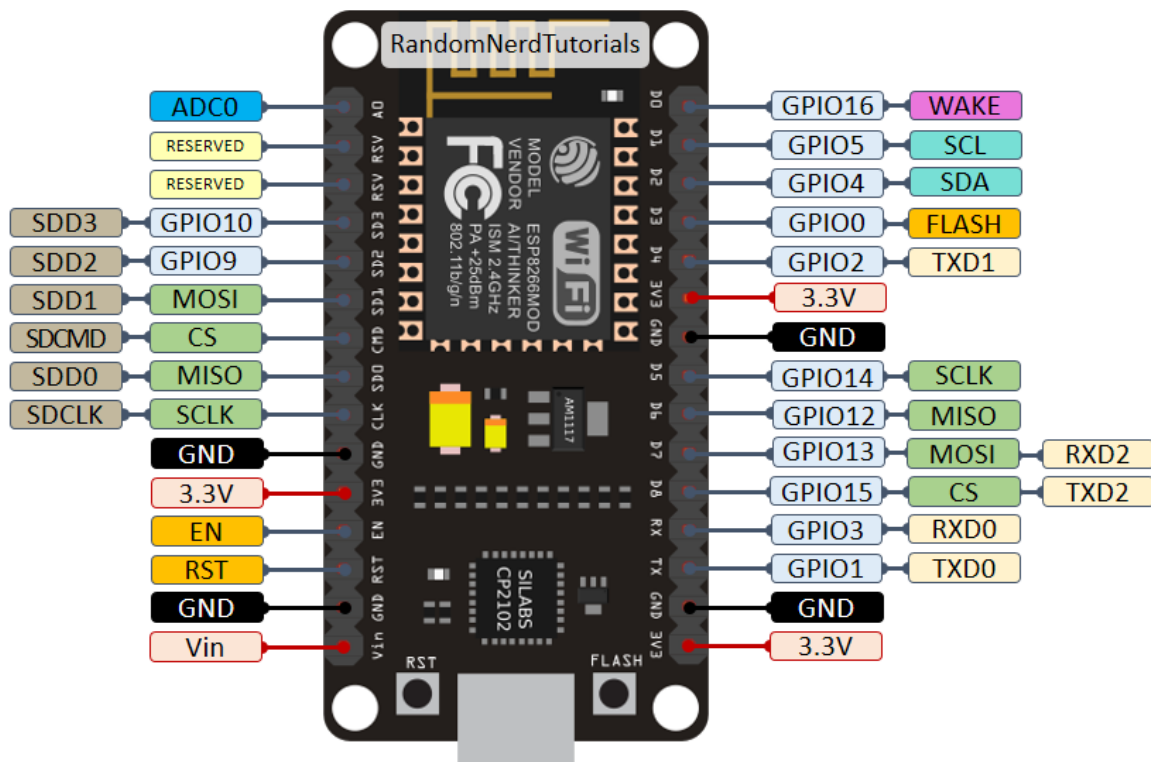 RandomNerdTutorials
ADC0
RESERVED
RESERVED
SDD3 GPIO10
SDD2 GPIO9
SDD1 MOSI
SDCMD CS
SDD0 MISO
SDCLK SCLK
GND
3.3V
EN
RST
GND
Vin
A0
RSV
RSV
SD3
SD2
SD1
CMD
SD0
CLK
GND
3V3
EN
RST
GND
Vin
MODEL
VENDOR
ESP8266MOD
AI/THINKER
ISM 2.4GHz
PA +25dBm
802.11b/g/n
FC
WiFi
AM1117
SILABS
CP2102
RST
FLASH
D0
D1
D2
D3
D4
3V3
GND
D5
D6
D7
D8
RX
TX
GND
3V3
GPIO16 WAKE
GPIO5 SCL
GPIO4 SDA
GPIO0 FLASH
GPIO2 TXD1
3.3V
GND
GPIO14 SCLK
GPIO12 MISO
GPIO13 MOSI RXD2
GPIO15 CS TXD2
GPIO3 RXD0
GPIO1 TXD0
GND
3.3V